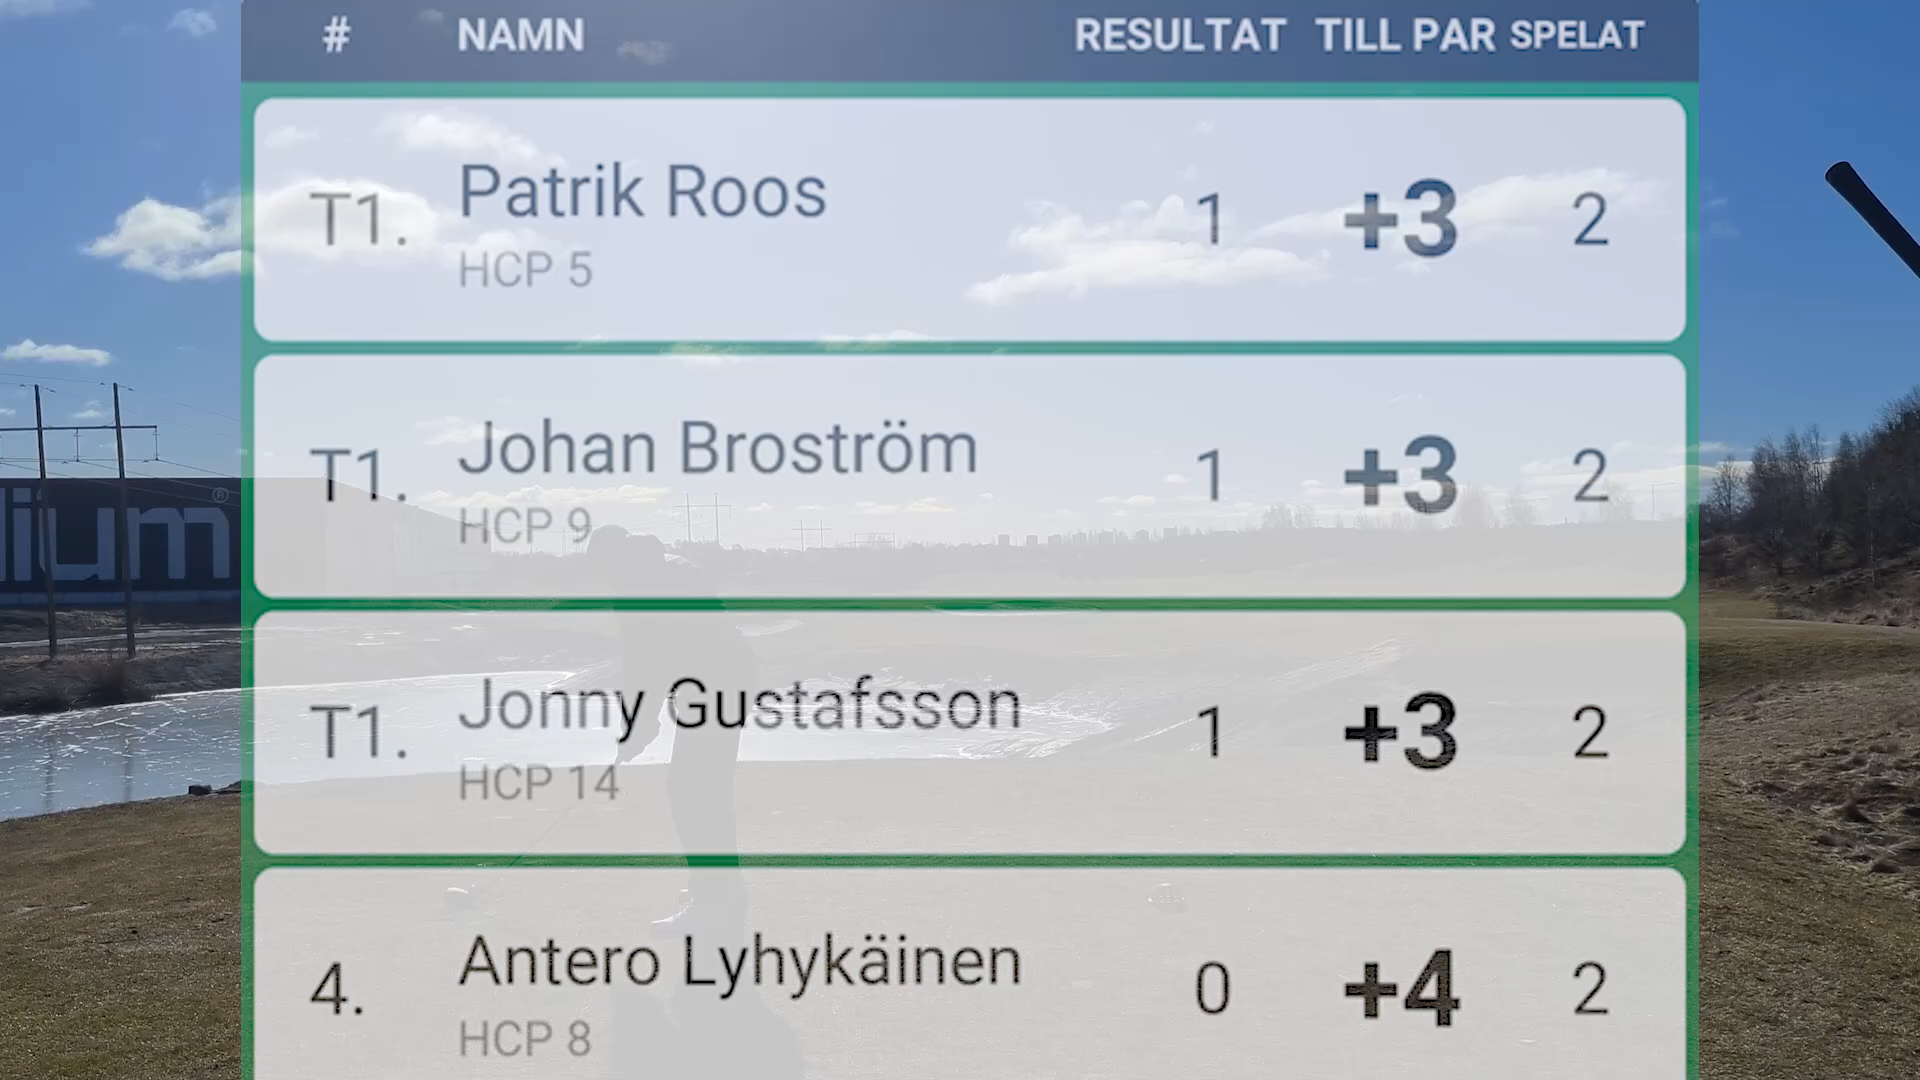 # NAMN RESULTAT TILL PAR SPELAT
T1. Patrik Roos 1 +3 2
HCP 5
T1. Johan Broström 1 +3 2
HCP 9
T1. Jonny Gustafsson 1 +3 2
HCP 14
4. Antero Lyhykäinen 0 +4 2
HCP 8
lium®